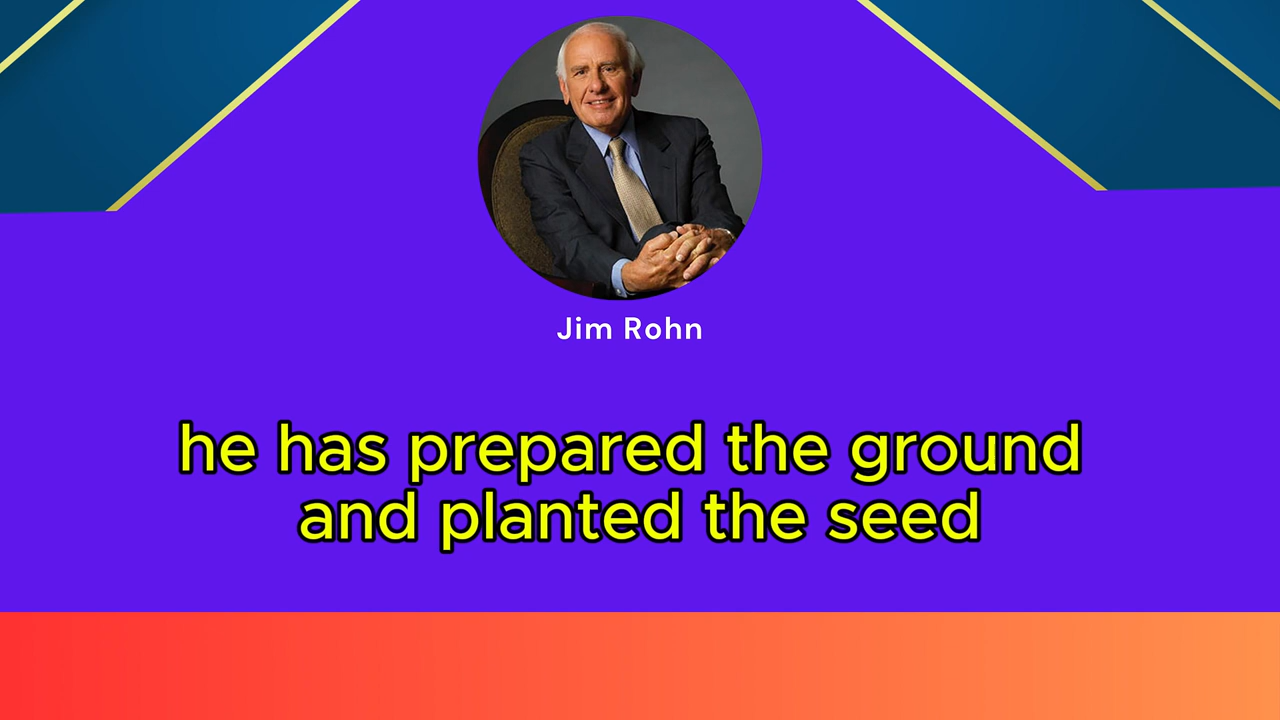 Jim Rohn
he has prepared the ground
and planted the seed